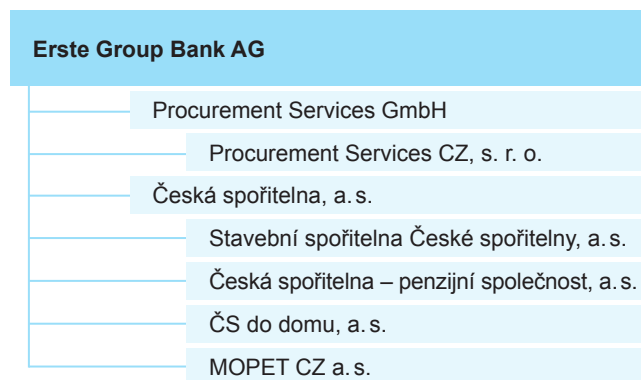 Erste Group Bank AG
Procurement Services GmbH
Procurement Services CZ, s. r. o.
Česká spořitelna, a. s.
Stavební spořitelna České spořitelny, a. s.
Česká spořitelna – penzijní společnost, a. s.
ČS do domu, a. s.
MOPET CZ a. s.